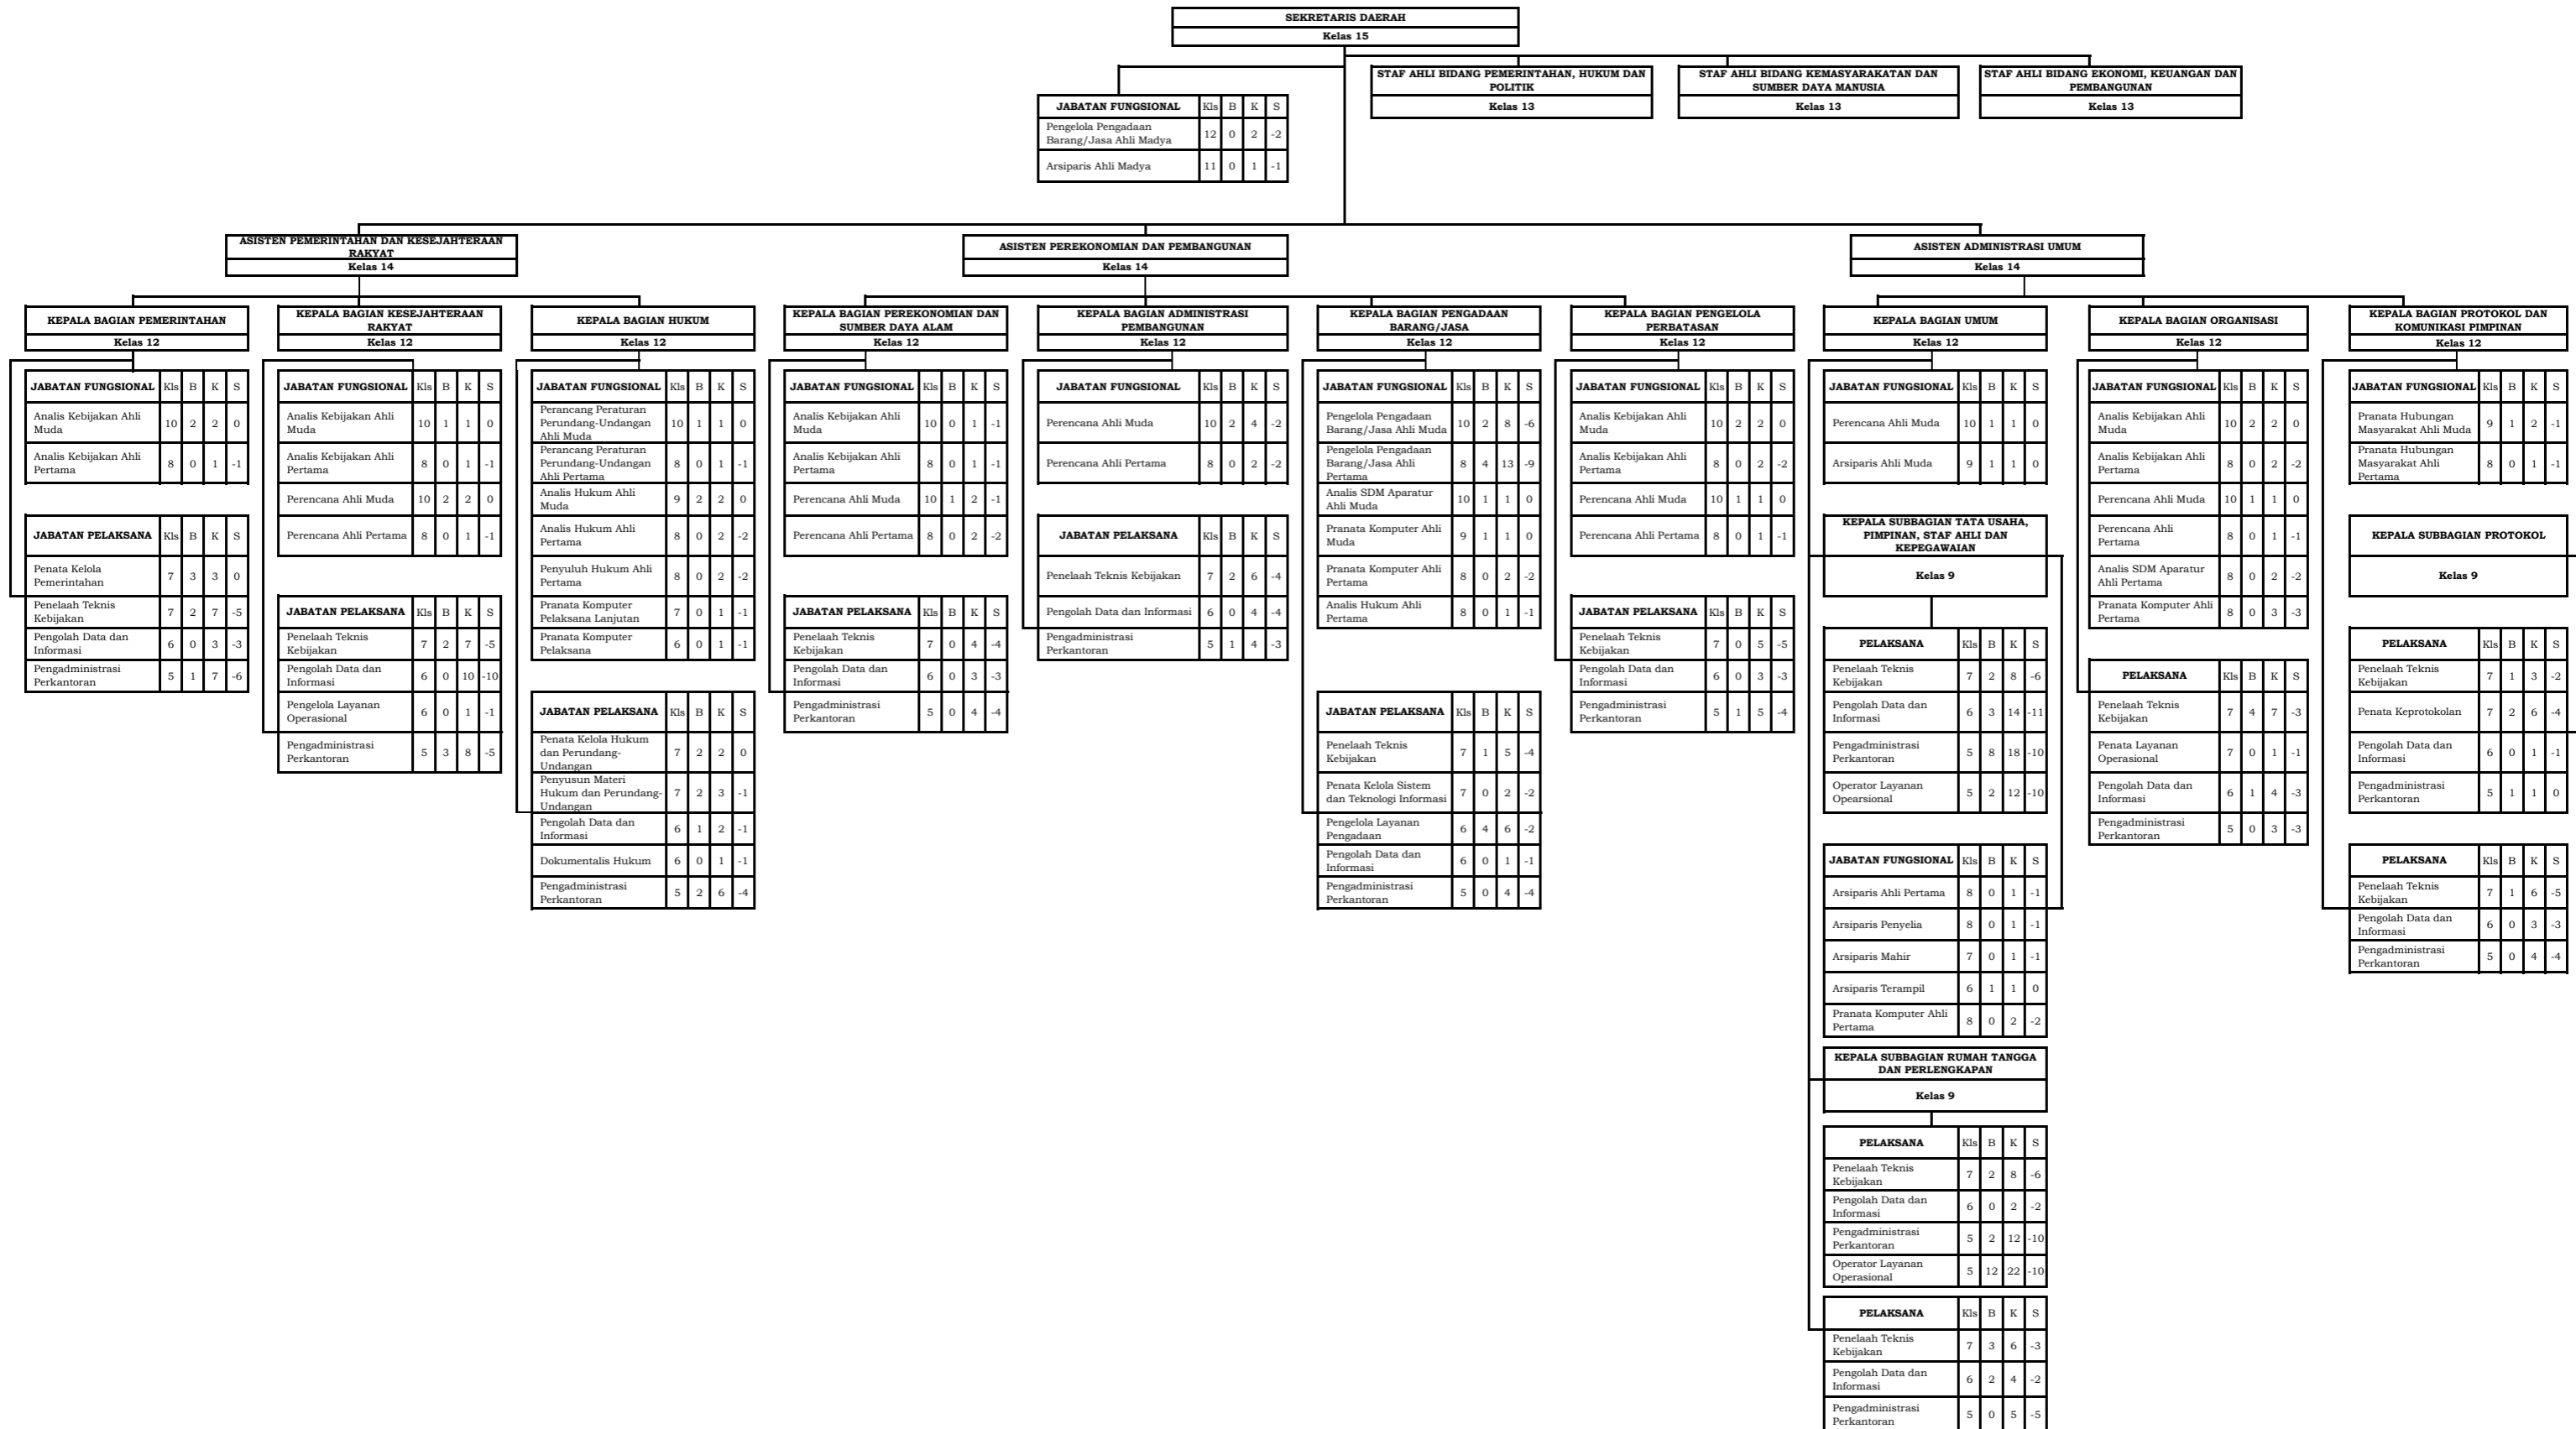 SEKRETARIS DAERAH
Kelas 15
STAF AHLI BIDANG PEMERINTAHAN, HUKUM DAN
POLITIK
Kelas 13
STAF AHLI BIDANG KEMASYARAKATAN DAN
SUMBER DAYA MANUSIA
Kelas 13
STAF AHLI BIDANG EKONOMI, KEUANGAN DAN
PEMBANGUNAN
Kelas 13
JABATAN FUNGSIONAL Kls B K S
Pengelola Pengadaan
Barang/Jasa Ahli Madya 12 0 2 -2
Arsiparis Ahli Madya 11 0 1 -1
ASISTEN PEMERINTAHAN DAN KESEJAHTERAAN
RAKYAT
Kelas 14
ASISTEN PEREKONOMIAN DAN PEMBANGUNAN
Kelas 14
ASISTEN ADMINISTRASI UMUM
Kelas 14
KEPALA BAGIAN PEMERINTAHAN
Kelas 12
JABATAN FUNGSIONAL Kls B K S
Analis Kebijakan Ahli
Muda 10 2 2 0
Analis Kebijakan Ahli
Pertama 8 0 1 -1
JABATAN PELAKSANA Kls B K S
Penata Kelola
Pemerintahan 7 3 3 0
Penelaah Teknis
Kebijakan 7 2 7 -5
Pengolah Data dan
Informasi 6 0 3 -3
Pengadministrasi
Perkantoran 5 1 7 -6
KEPALA BAGIAN KESEJAHTERAAN
RAKYAT
Kelas 12
JABATAN FUNGSIONAL Kls B K S
Analis Kebijakan Ahli
Muda 10 1 1 0
Analis Kebijakan Ahli
Pertama 8 0 1 -1
Perencana Ahli Muda 10 2 2 0
Perencana Ahli Pertama 8 0 1 -1
JABATAN PELAKSANA Kls B K S
Penelaah Teknis
Kebijakan 7 2 7 -5
Pengolah Data dan
Informasi 6 0 10 -10
Pengelola Layanan
Operasional 6 0 1 -1
Pengadministrasi
Perkantoran 5 3 8 -5
KEPALA BAGIAN HUKUM
Kelas 12
JABATAN FUNGSIONAL Kls B K S
Perancang Peraturan
Perundang-Undangan
Ahli Muda 10 1 1 0
Perancang Peraturan
Perundang-Undangan
Ahli Pertama 8 0 1 -1
Analis Hukum Ahli
Muda 9 2 2 0
Analis Hukum Ahli
Pertama 8 0 2 -2
Penyuluh Hukum Ahli
Pertama 8 0 2 -2
Pranata Komputer
Pelaksana Lanjutan 7 0 1 -1
Pranata Komputer
Pelaksana 6 0 1 -1
JABATAN PELAKSANA Kls B K S
Penata Kelola Hukum
dan Perundang-
Undangan 7 2 2 0
Penyusun Materi
Hukum dan Perundang-
Undangan 7 2 3 -1
Pengolah Data dan
Informasi 6 1 2 -1
Dokumentalis Hukum 6 0 1 -1
Pengadministrasi
Perkantoran 5 2 6 -4
KEPALA BAGIAN PEREKONOMIAN DAN
SUMBER DAYA ALAM
Kelas 12
JABATAN FUNGSIONAL Kls B K S
Analis Kebijakan Ahli
Muda 10 0 1 -1
Analis Kebijakan Ahli
Pertama 8 0 1 -1
Perencana Ahli Muda 10 1 2 -1
Perencana Ahli Pertama 8 0 2 -2
JABATAN PELAKSANA Kls B K S
Penelaah Teknis
Kebijakan 7 0 4 -4
Pengolah Data dan
Informasi 6 0 3 -3
Pengadministrasi
Perkantoran 5 0 4 -4
KEPALA BAGIAN ADMINISTRASI
PEMBANGUNAN
Kelas 12
JABATAN FUNGSIONAL Kls B K S
Perencana Ahli Muda 10 2 4 -2
Perencana Ahli Pertama 8 0 2 -2
JABATAN PELAKSANA Kls B K S
Penelaah Teknis Kebijakan 7 2 6 -4
Pengolah Data dan Informasi 6 0 4 -4
Pengadministrasi
Perkantoran 5 1 4 -3
KEPALA BAGIAN PENGADAAN
BARANG/JASA
Kelas 12
JABATAN FUNGSIONAL Kls B K S
Pengelola Pengadaan
Barang/Jasa Ahli Muda 10 2 8 -6
Pengelola Pengadaan
Barang/Jasa Ahli
Pertama 8 4 13 -9
Analis SDM Aparatur
Ahli Muda 10 1 1 0
Pranata Komputer Ahli
Muda 9 1 1 0
Pranata Komputer Ahli
Pertama 8 0 2 -2
Analis Hukum Ahli
Pertama 8 0 1 -1
JABATAN PELAKSANA Kls B K S
Penelaah Teknis
Kebijakan 7 1 5 -4
Penata Kelola Sistem
dan Teknologi Informasi 7 0 2 -2
Pengelola Layanan
Pengadaan 6 4 6 -2
Pengolah Data dan
Informasi 6 0 1 -1
Pengadministrasi
Perkantoran 5 0 4 -4
KEPALA BAGIAN PENGELOLA
PERBATASAN
Kelas 12
JABATAN FUNGSIONAL Kls B K S
Analis Kebijakan Ahli
Muda 10 2 2 0
Analis Kebijakan Ahli
Pertama 8 0 2 -2
Perencana Ahli Muda 10 1 1 0
Perencana Ahli Pertama 8 0 1 -1
JABATAN PELAKSANA Kls B K S
Penelaah Teknis
Kebijakan 7 0 5 -5
Pengolah Data dan
Informasi 6 0 3 -3
Pengadministrasi
Perkantoran 5 1 5 -4
KEPALA BAGIAN UMUM
Kelas 12
JABATAN FUNGSIONAL Kls B K S
Perencana Ahli Muda 10 1 1 0
Arsiparis Ahli Muda 9 1 1 0
KEPALA SUBBAGIAN TATA USAHA,
PIMPINAN, STAF AHLI DAN
KEPEGAWAIAN
Kelas 9
PELAKSANA Kls B K S
Penelaah Teknis
Kebijakan 7 2 8 -6
Pengolah Data dan
Informasi 6 3 14 -11
Pengadministrasi
Perkantoran 5 8 18 -10
Operator Layanan
Opearsional 5 2 12 -10
JABATAN FUNGSIONAL Kls B K S
Arsiparis Ahli Pertama 8 0 1 -1
Arsiparis Penyelia 8 0 1 -1
Arsiparis Mahir 7 0 1 -1
Arsiparis Terampil 6 1 1 0
Pranata Komputer Ahli
Pertama 8 0 2 -2
KEPALA SUBBAGIAN RUMAH TANGGA
DAN PERLENGKAPAN
Kelas 9
PELAKSANA Kls B K S
Penelaah Teknis
Kebijakan 7 2 8 -6
Pengolah Data dan
Informasi 6 0 2 -2
Pengadministrasi
Perkantoran 5 2 12 -10
Operator Layanan
Operasional 5 12 22 -10
PELAKSANA Kls B K S
Penelaah Teknis
Kebijakan 7 3 6 -3
Pengolah Data dan
Informasi 6 2 4 -2
Pengadministrasi
Perkantoran 5 0 5 -5
KEPALA BAGIAN ORGANISASI
Kelas 12
JABATAN FUNGSIONAL Kls B K S
Analis Kebijakan Ahli
Muda 10 2 2 0
Analis Kebijakan Ahli
Pertama 8 0 2 -2
Perencana Ahli Muda 10 1 1 0
Perencana Ahli
Pertama 8 0 1 -1
Analis SDM Aparatur
Ahli Pertama 8 0 2 -2
Pranata Komputer Ahli
Pertama 8 0 3 -3
PELAKSANA Kls B K S
Penelaah Teknis
Kebijakan 7 4 7 -3
Penata Layanan
Operasional 7 0 1 -1
Pengolah Data dan
Informasi 6 1 4 -3
Pengadministrasi
Perkantoran 5 0 3 -3
KEPALA BAGIAN PROTOKOL DAN
KOMUNIKASI PIMPINAN
Kelas 12
JABATAN FUNGSIONAL Kls B K S
Pranata Hubungan
Masyarakat Ahli Muda 9 1 2 -1
Pranata Hubungan
Masyarakat Ahli
Pertama 8 0 1 -1
KEPALA SUBBAGIAN PROTOKOL
Kelas 9
PELAKSANA Kls B K S
Penelaah Teknis
Kebijakan 7 1 3 -2
Penata Keprotokolan 7 2 6 -4
Pengolah Data dan
Informasi 6 0 1 -1
Pengadministrasi
Perkantoran 5 1 1 0
PELAKSANA Kls B K S
Penelaah Teknis
Kebijakan 7 1 6 -5
Pengolah Data dan
Informasi 6 0 3 -3
Pengadministrasi
Perkantoran 5 0 4 -4